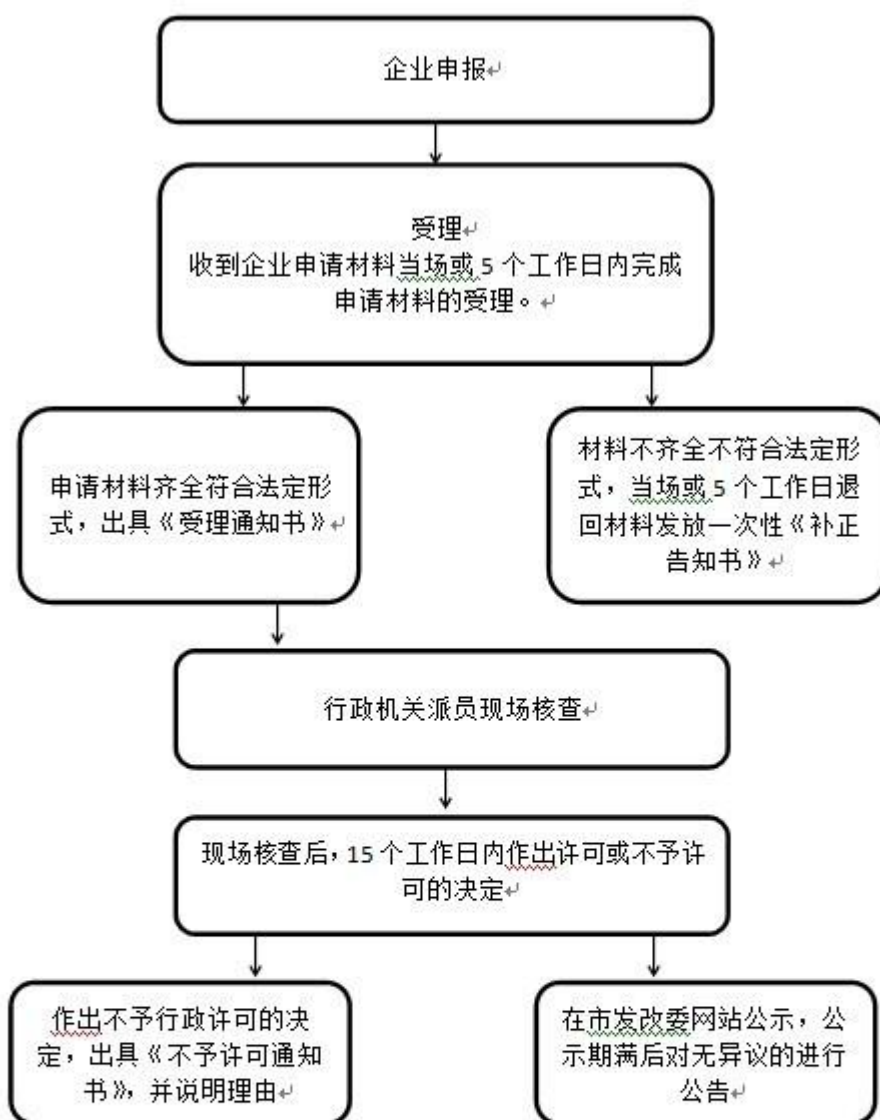 企业申报
受理
收到企业申请材料当场或 5 个工作日内完成
申请材料的受理。
申请材料齐全符合法定形
式，出具《受理通知书》
材料不齐全不符合法定形
式，当场或 5 个工作日退
回材料发放一次性《补正
告知书》
行政机关派员现场核查
现场核查后，15 个工作日内作出许可或不予许
可的决定
作出不予行政许可的决
定，出具《不予许可通知
书》，并说明理由
在市发改委网站公示，公
示期满后对无异议的进行
公告